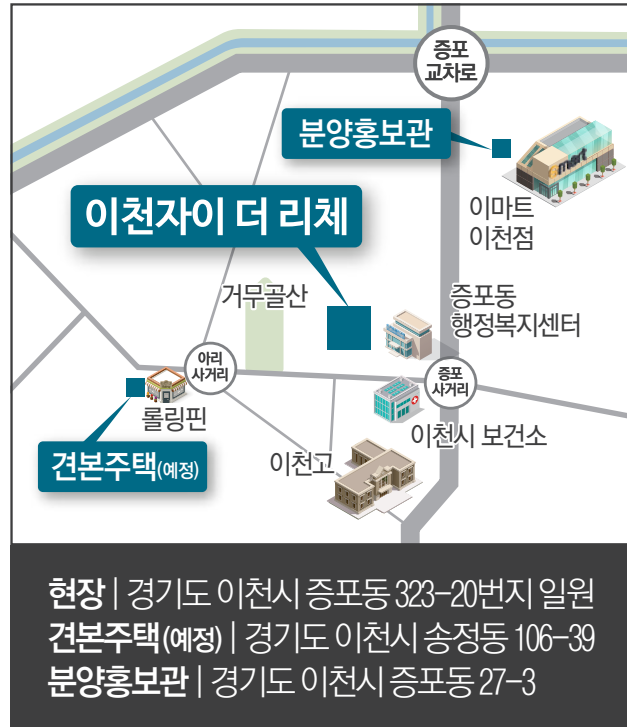 증포
교차로
분양홍보관
mart
이마트
이천점
이천자이 더 리체
거무골산
증포동
행정복지센터
아리
사거리
증포
사거리
롤링핀
이천시 보건소
견본주택(예정)
이천고
현장 | 경기도 이천시 증포동 323-20번지 일원
견본주택(예정) | 경기도 이천시 송정동 106-39
분양홍보관 | 경기도 이천시 증포동 27-3